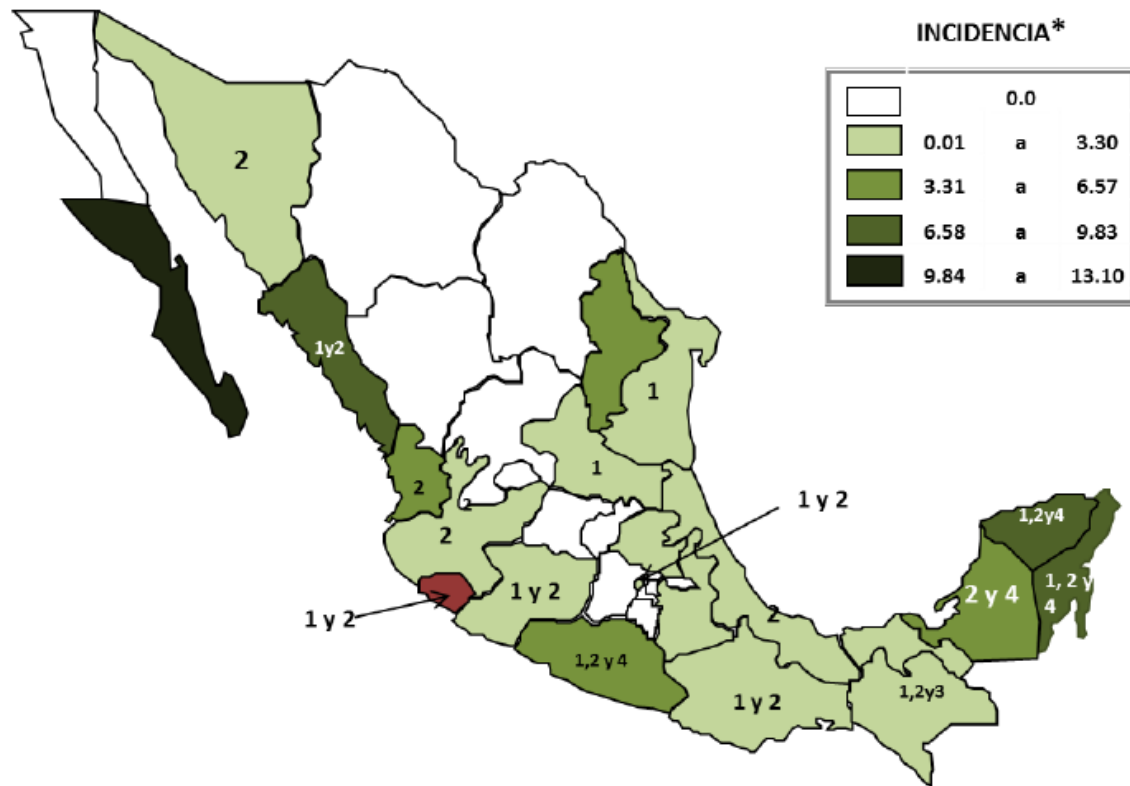 INCIDENCIA*
0.0
0.01 a 3.30
3.31 a 6.57
6.58 a 9.83
9.84 a 13.10
2
1y2
1
2
1
2
2
1 y 2
1 y 2
1 y 2
1,2 y 4
2
1 y 2
1,2y3
1,2y4
2 y 4
1, 2 y
4